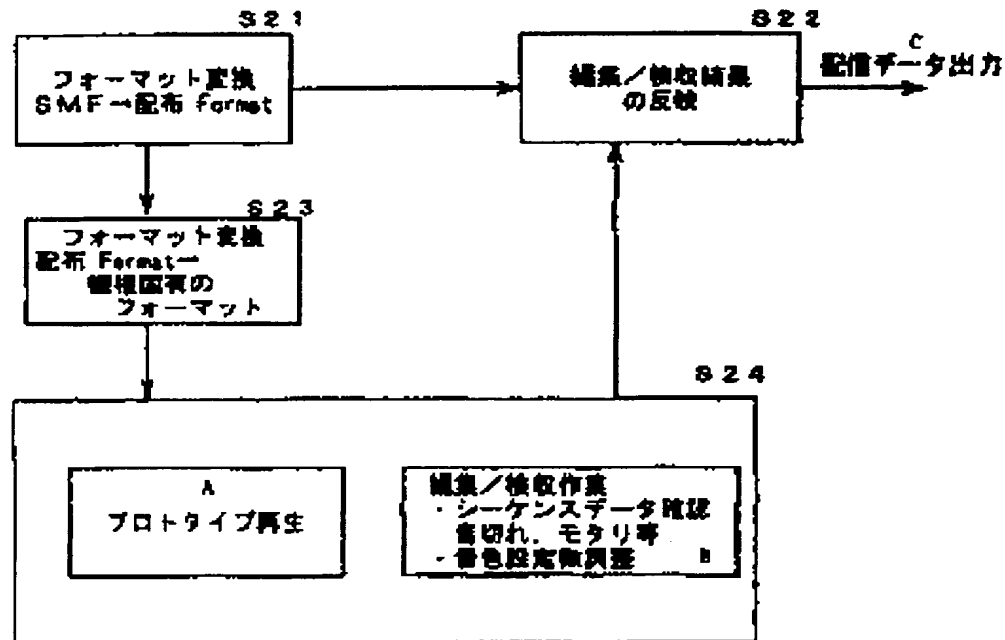 S21
フォーマット変換
SMF→配布 Format
S22
編集/検収結果
の反映
C
配信データ出力
S23
フォーマット変換
配布 Format→
機種固有の
フォーマット
S24
A
プロトタイプ再生
編集/検収作業
・シーケンスデータ確認
音切れ、モタリ等
・音色設定微調整 B